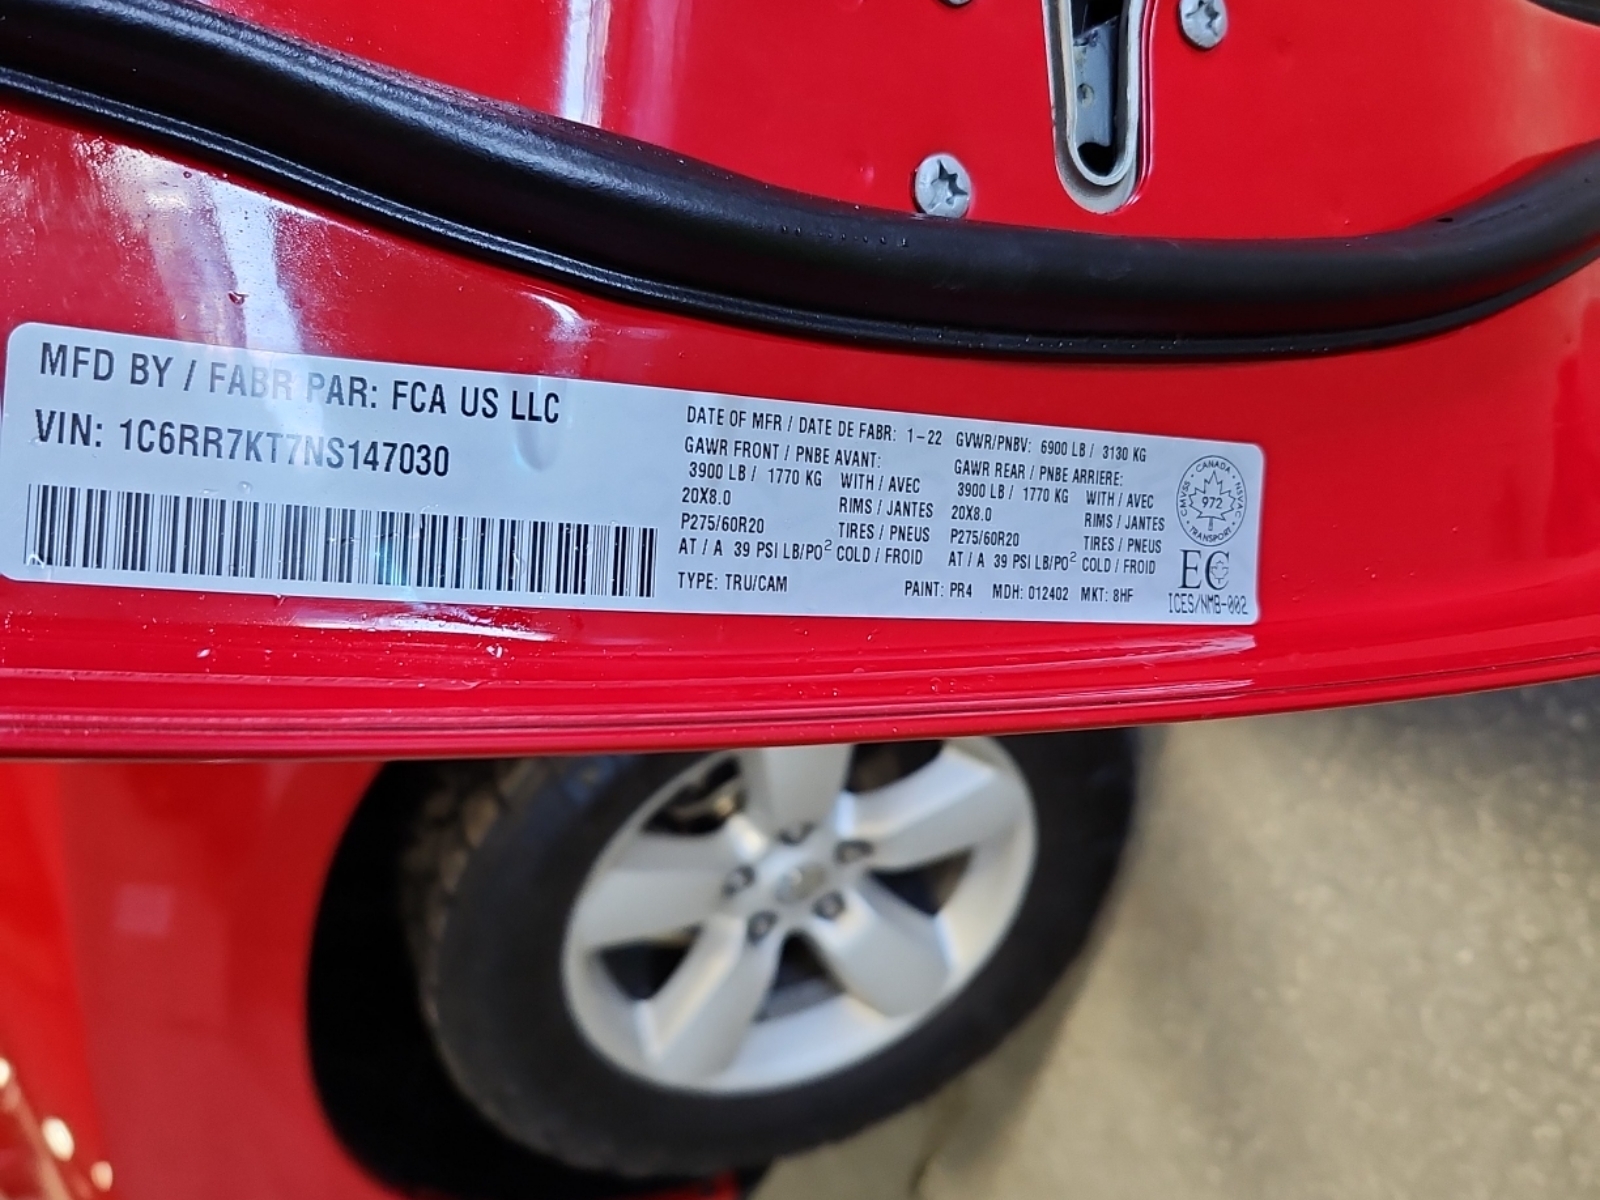 MFD BY / FABR PAR: FCA US LLC
VIN: 1C6RR7KT7NS147030
DATE OF MFR / DATE DE FABR: 1-22 GVWR/PNBV: 6900 LB / 3130 KG
GAWR FRONT / PNBE AVANT:
3900 LB / 1770 KG WITH / AVEC
20X8.0 RIMS / JANTES
P275/60R20 TIRES / PNEUS
AT / A 39 PSI LB/PO² COLD / FROID
GAWR REAR / PNBE ARRIERE:
3900 LB / 1770 KG WITH / AVEC
20X8.0 RIMS / JANTES
P275/60R20 TIRES / PNEUS
AT / A 39 PSI LB/PO² COLD / FROID
TYPE: TRU/CAM PAINT: PR4 MDH: 012402 MKT: 8HF
CANADA
CMVSS 972 NSVAC
TRANSPORT
EC
ICES/NMB-002